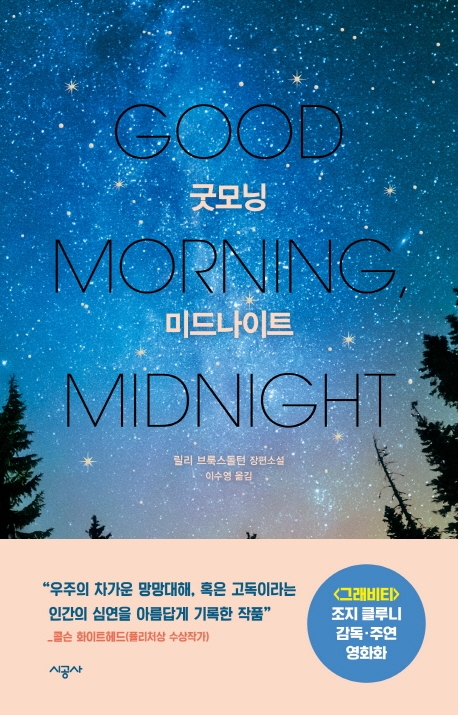 GOOD
굿모닝
MORNING,
미드나이트
MIDNIGHT
릴리 브룩스돌턴 장편소설
이수영 옮김
“우주의 차가운 망망대해, 혹은 고독이라는
인간의 심연을 아름답게 기록한 작품”
_콜슨 화이트헤드(퓰리처상 수상작가)
<그래비티>
조지 클루니
감독·주연
영화화
시공사